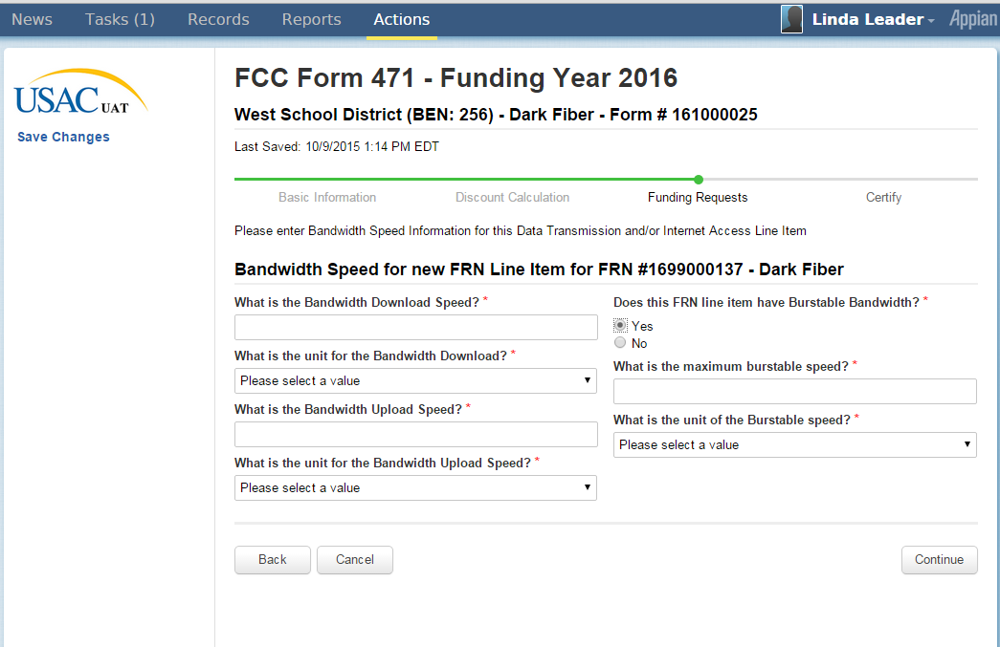 News Tasks (1) Records Reports Actions Linda Leader Appian
USAC UAT
Save Changes
FCC Form 471 - Funding Year 2016
West School District (BEN: 256) - Dark Fiber - Form # 161000025
Last Saved: 10/9/2015 1:14 PM EDT
Basic Information Discount Calculation Funding Requests Certify
Please enter Bandwidth Speed Information for this Data Transmission and/or Internet Access Line Item
Bandwidth Speed for new FRN Line Item for FRN #1699000137 - Dark Fiber
What is the Bandwidth Download Speed? *
What is the unit for the Bandwidth Download? *
Please select a value
What is the Bandwidth Upload Speed? *
What is the unit for the Bandwidth Upload Speed? *
Please select a value
Does this FRN line item have Burstable Bandwidth? *
Yes
No
What is the maximum burstable speed? *
What is the unit of the Burstable speed? *
Please select a value
Back Cancel Continue